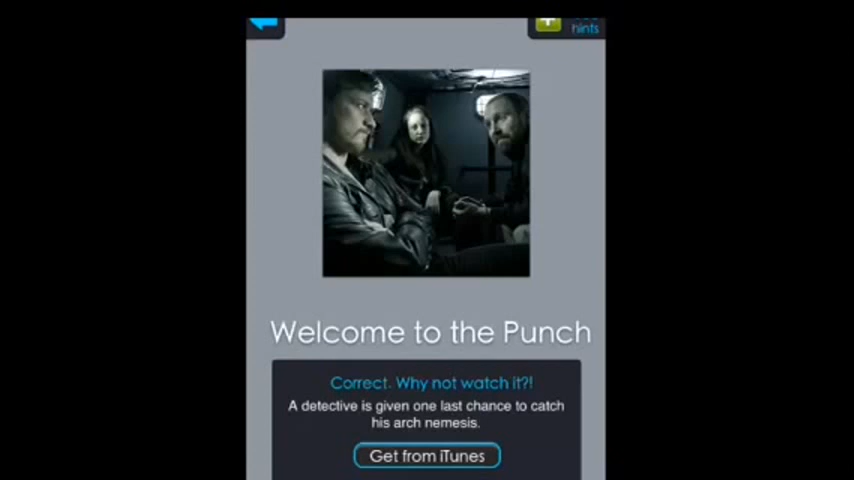 hints
Welcome to the Punch
Correct. Why not watch it?!
A detective is given one last chance to catch
his arch nemesis.
Get from iTunes